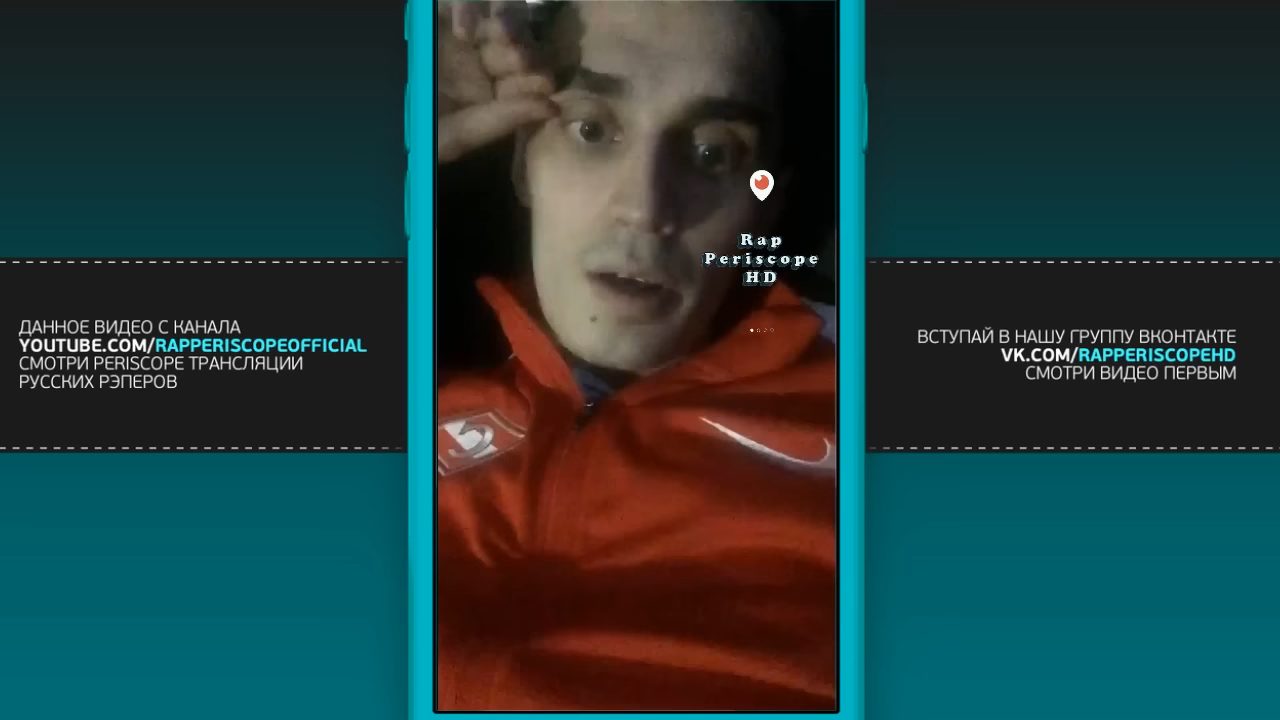 ДАННОЕ ВИДЕО С КАНАЛА
YOUTUBE.COM/RAPPERISCOPEOFFICIAL
СМОТРИ PERISCOPE ТРАНСЛЯЦИИ
РУССКИХ РЭПЕРОВ
Rap
Periscope
HD
ВСТУПАЙ В НАШУ ГРУППУ ВКОНТАКТЕ
VK.COM/RAPPERISCOPEHD
СМОТРИ ВИДЕО ПЕРВЫМ